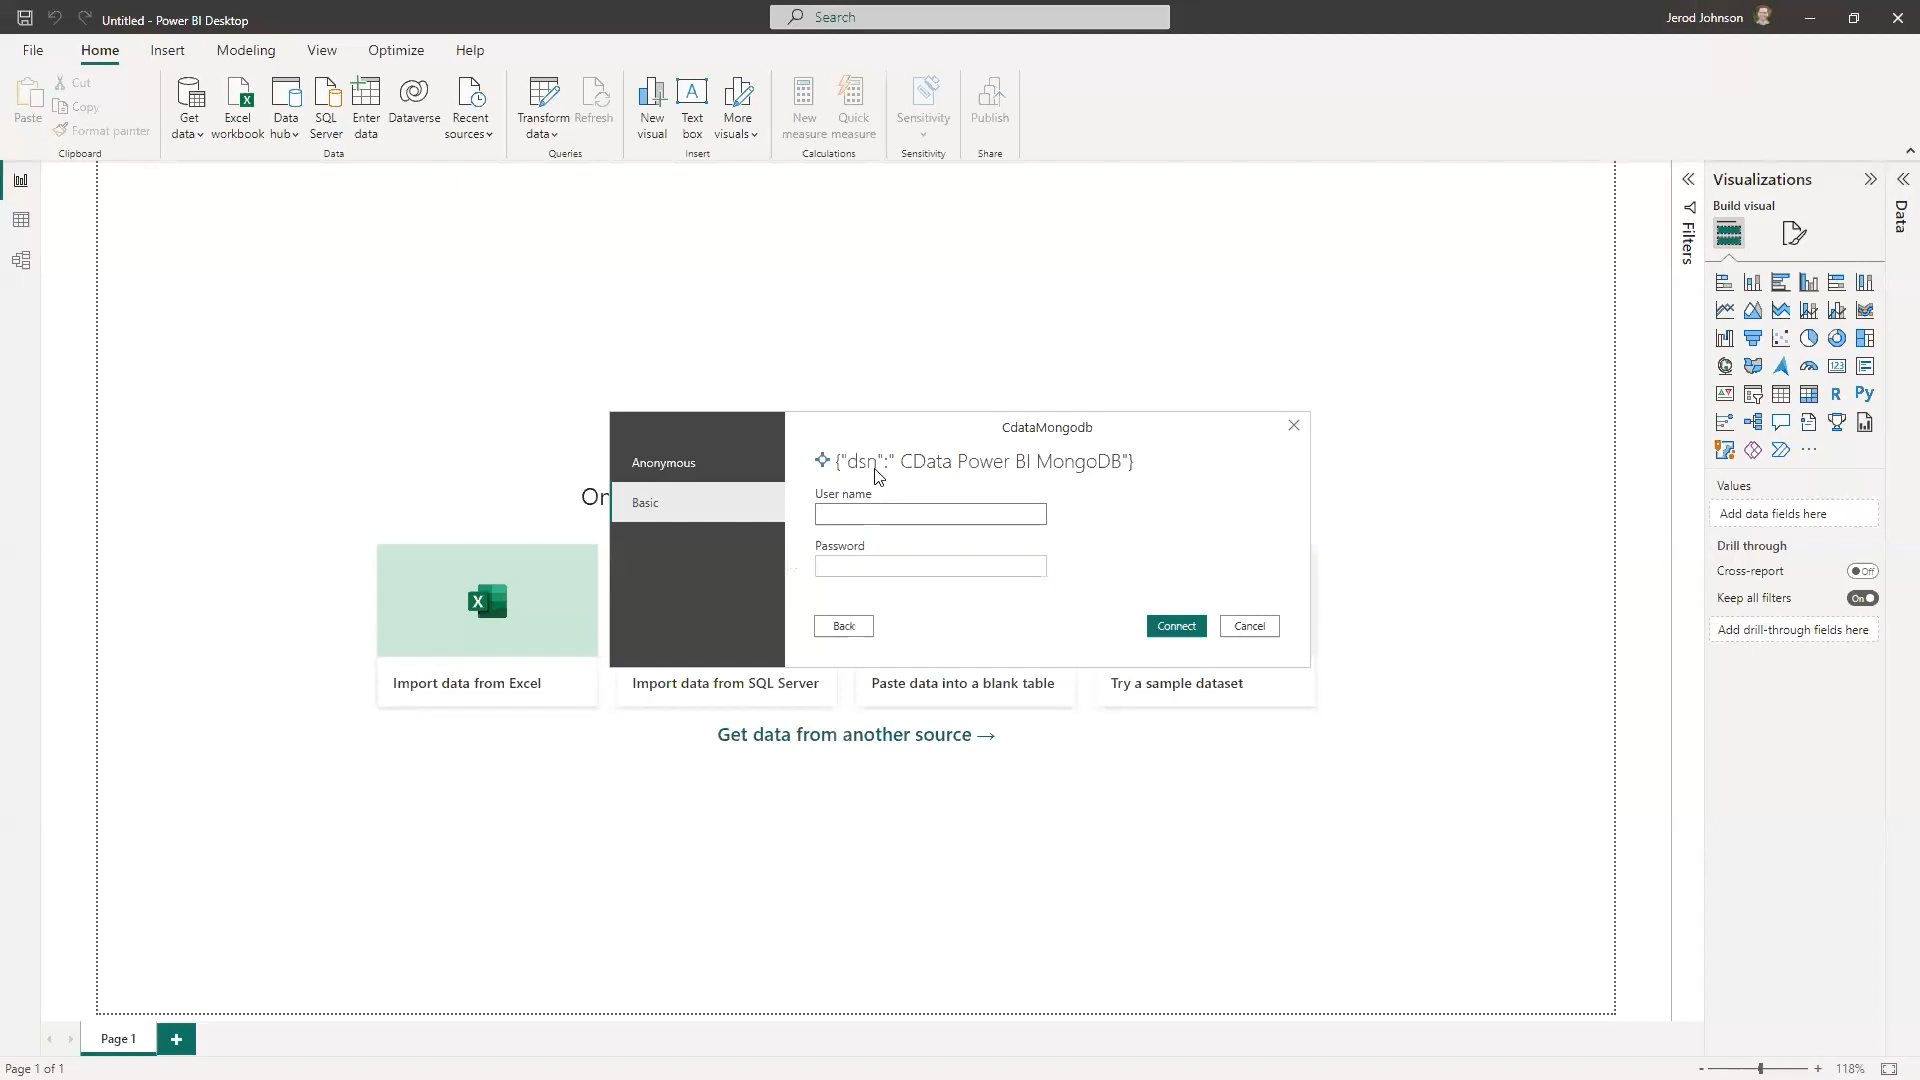 Untitled - Power BI Desktop
Search
Jerod Johnson
File
Home
Insert
Modeling
View
Optimize
Help
Paste
Cut
Copy
Format painter
Clipboard
Get data
Excel workbook
Data hub
SQL Server
Enter data
Dataverse
Recent sources
Data
Transform data
Refresh
Queries
New visual
Text box
More visuals
Insert
New measure
Quick measure
Calculations
Sensitivity
Sensitivity
Publish
Share
Filters
Visualizations
Build visual
Data
123
R
Py
Values
Add data fields here
Drill through
Cross-report
Off
Keep all filters
On
Add drill-through fields here
On
CdataMongodb
Anonymous
Basic
{"dsn":" CData Power BI MongoDB"}
User name
Password
Back
Connect
Cancel
Import data from Excel
Import data from SQL Server
Paste data into a blank table
Try a sample dataset
Get data from another source →
Page 1
Page 1 of 1
- + 118%